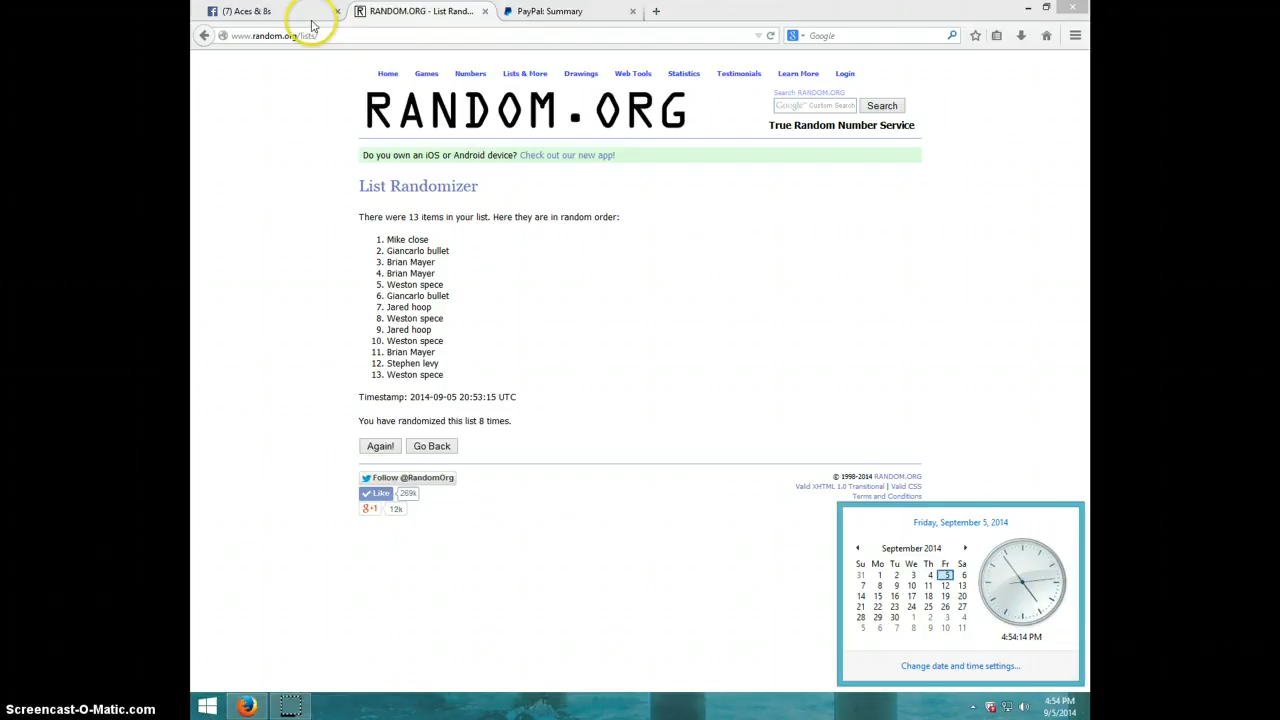 (7) Aces & 8s
RANDOM.ORG - List Rand...
PayPal: Summary
www.random.org/lists/
Google
Home Games Numbers Lists & More Drawings Web Tools Statistics Testimonials Learn More Login
Search RANDOM.ORG
Google™ Custom Search Search
RANDOM.ORG
True Random Number Service
Do you own an iOS or Android device? Check out our new app!
List Randomizer
There were 13 items in your list. Here they are in random order:
1. Mike close
2. Giancarlo bullet
3. Brian Mayer
4. Brian Mayer
5. Weston spece
6. Giancarlo bullet
7. Jared hoop
8. Weston spece
9. Jared hoop
10. Weston spece
11. Brian Mayer
12. Stephen levy
13. Weston spece
Timestamp: 2014-09-05 20:53:15 UTC
You have randomized this list 8 times.
Again! Go Back
Follow @RandomOrg
Like 269k
g+1 12k
© 1998-2014 RANDOM.ORG
Valid XHTML 1.0 Transitional | Valid CSS
Terms and Conditions
Friday, September 5, 2014
September 2014
Su Mo Tu We Th Fr Sa
31 1 2 3 4 5 6
7 8 9 10 11 12 13
14 15 16 17 18 19 20
21 22 23 24 25 26 27
28 29 30 1 2 3 4
5 6 7 8 9 10 11
4:54:14 PM
Change date and time settings...
4:54 PM
9/5/2014
Screencast-O-Matic.com